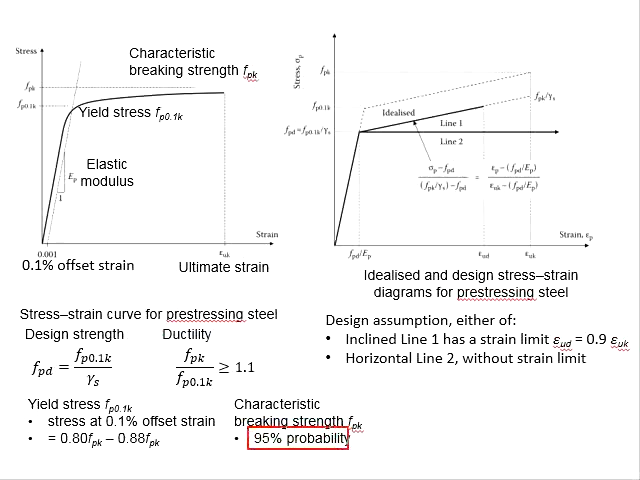 Stress
Characteristic
breaking strength fpk
fpk
fp0.1k
Yield stress fp0.1k
Elastic
modulus
Ep
1
Strain
0.001
εuk
0.1% offset strain
Ultimate strain
Stress–strain curve for prestressing steel
Stress, σp
fpk
fpk/γs
fp0.1k
Idealised
Line 1
fpd = fp0.1k/γs
Line 2
σp – fpd / (fpk/γs) – fpd = εp – (fpd/Ep) / εuk – (fpd/Ep)
Strain, εp
fpd/Ep
εud
εuk
Idealised and design stress–strain
diagrams for prestressing steel
Design strength
Ductility
fpd = fp0.1k / γs
fpk / fp0.1k ≥ 1.1
Yield stress fp0.1k
• stress at 0.1% offset strain
• = 0.80fpk – 0.88fpk
Characteristic
breaking strength fpk
• 95% probability
Design assumption, either of:
• Inclined Line 1 has a strain limit εud = 0.9 εuk
• Horizontal Line 2, without strain limit